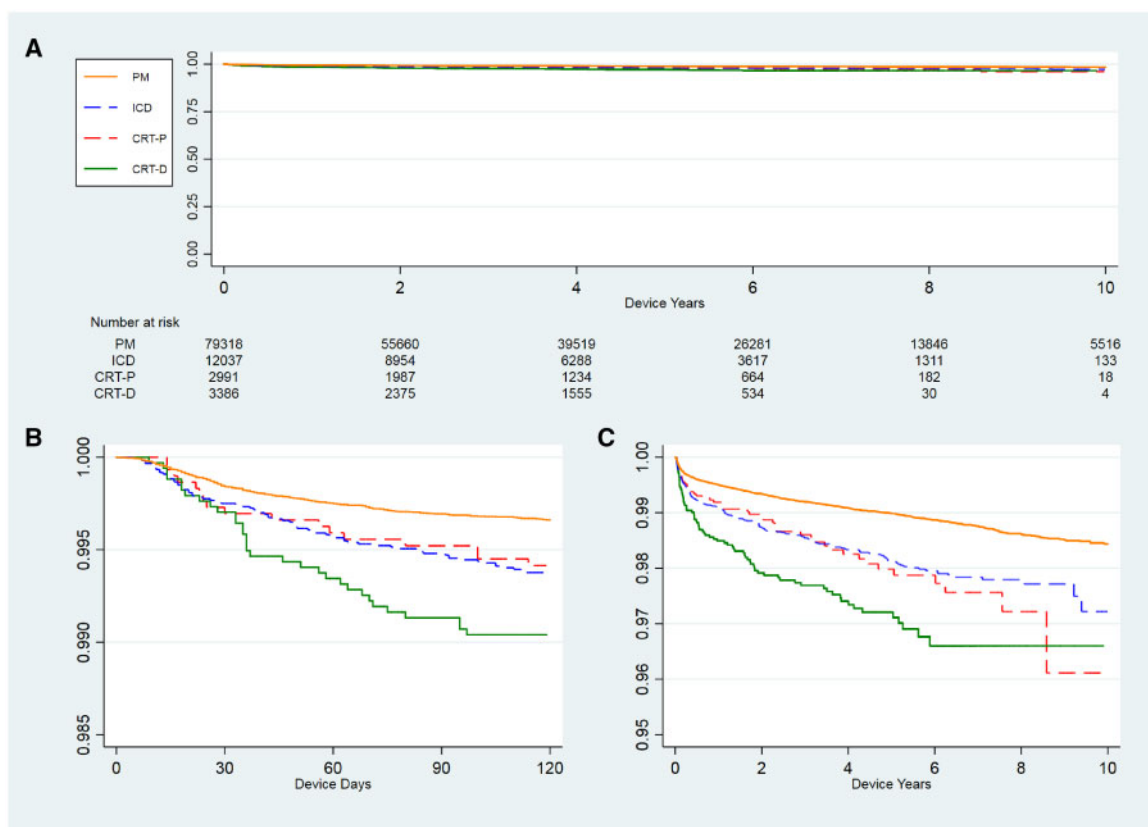 A
PM
ICD
CRT-P
CRT-D
1.00
0.75
0.50
0.25
0.00
0 2 4 6 8 10
Device Years
Number at risk
PM 79318 55660 39519 26281 13846 5516
ICD 12037 8954 6288 3617 1311 133
CRT-P 2991 1987 1234 664 182 18
CRT-D 3386 2375 1555 534 30 4
B
1.000
0.995
0.990
0.985
0 30 60 90 120
Device Days
C
1.00
0.99
0.98
0.97
0.96
0.95
0 2 4 6 8 10
Device Years